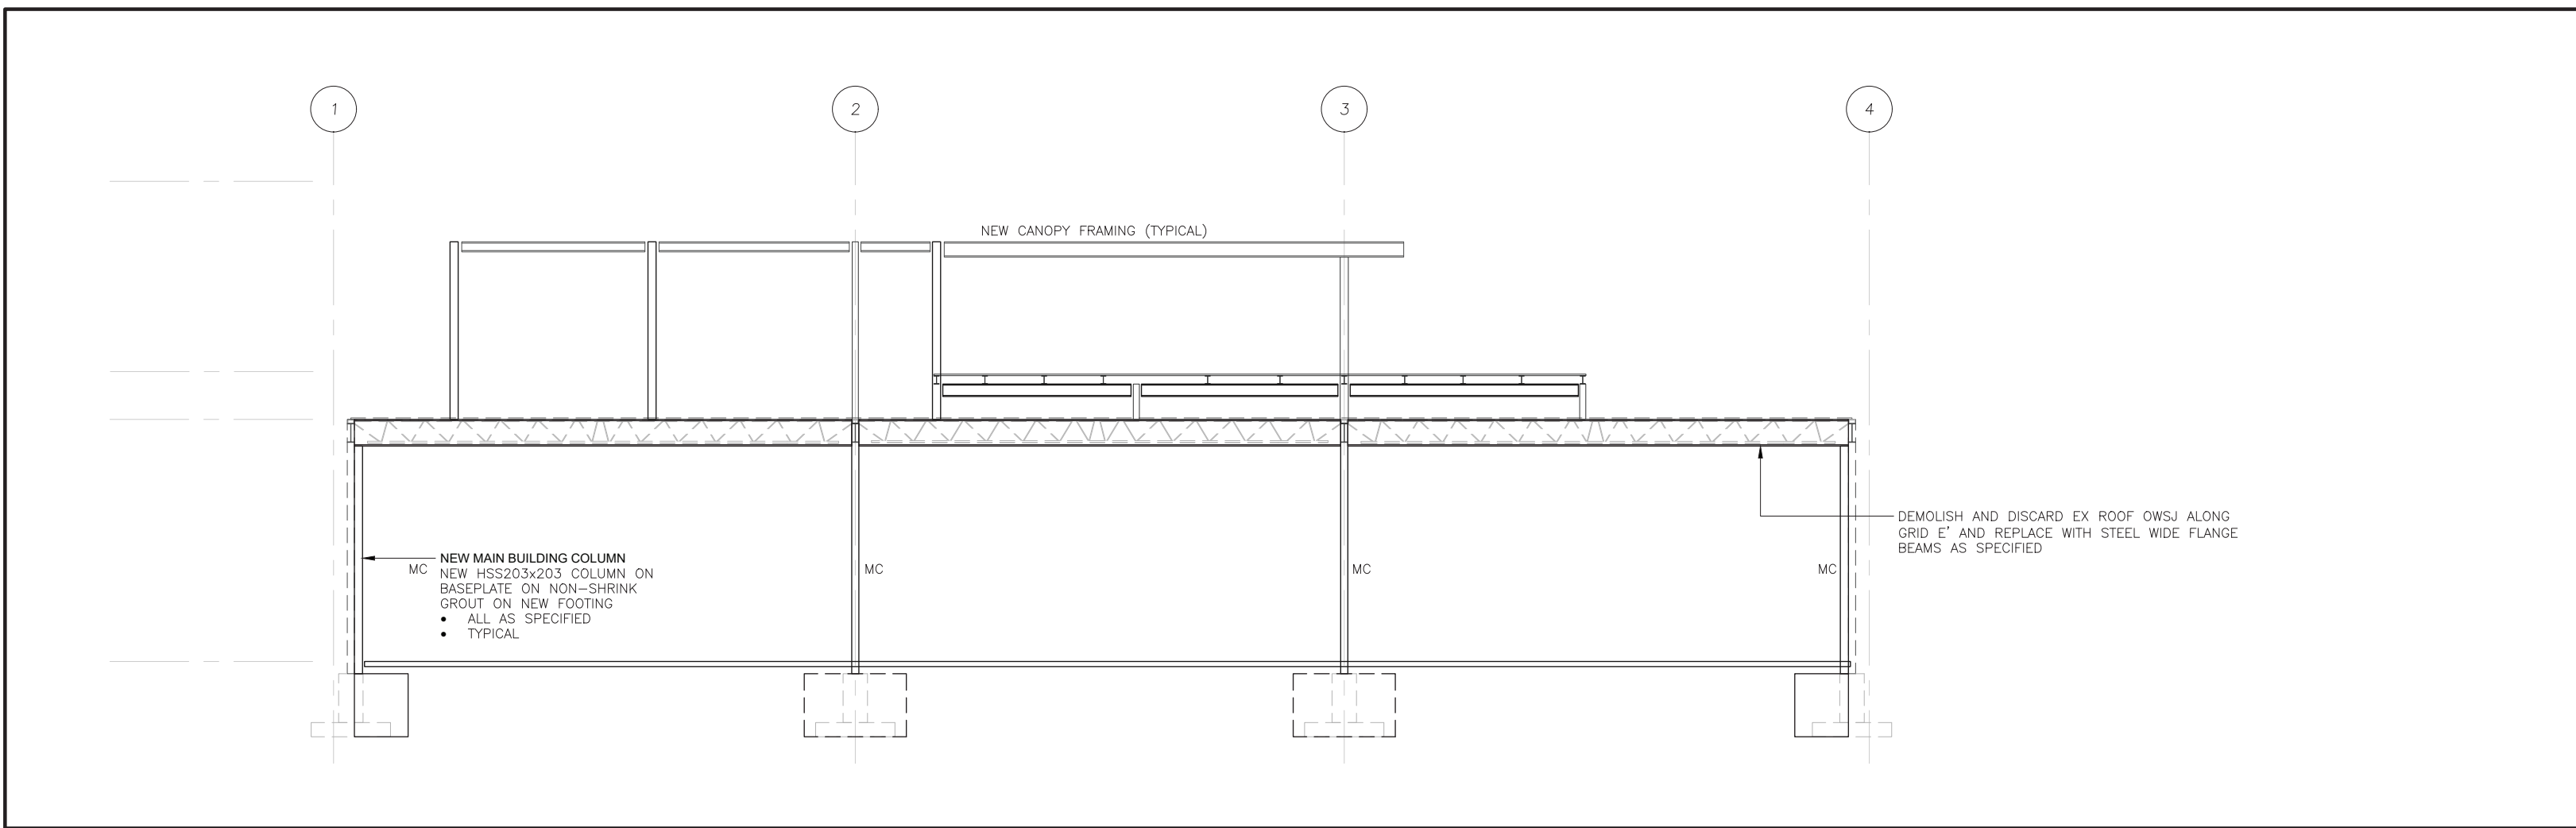 1
2
3
4
NEW CANOPY FRAMING (TYPICAL)
DEMOLISH AND DISCARD EX ROOF OWSJ ALONG
GRID E' AND REPLACE WITH STEEL WIDE FLANGE
BEAMS AS SPECIFIED
NEW MAIN BUILDING COLUMN
NEW HSS203x203 COLUMN ON
BASEPLATE ON NON-SHRINK
GROUT ON NEW FOOTING
• ALL AS SPECIFIED
• TYPICAL
MC
MC
MC
MC